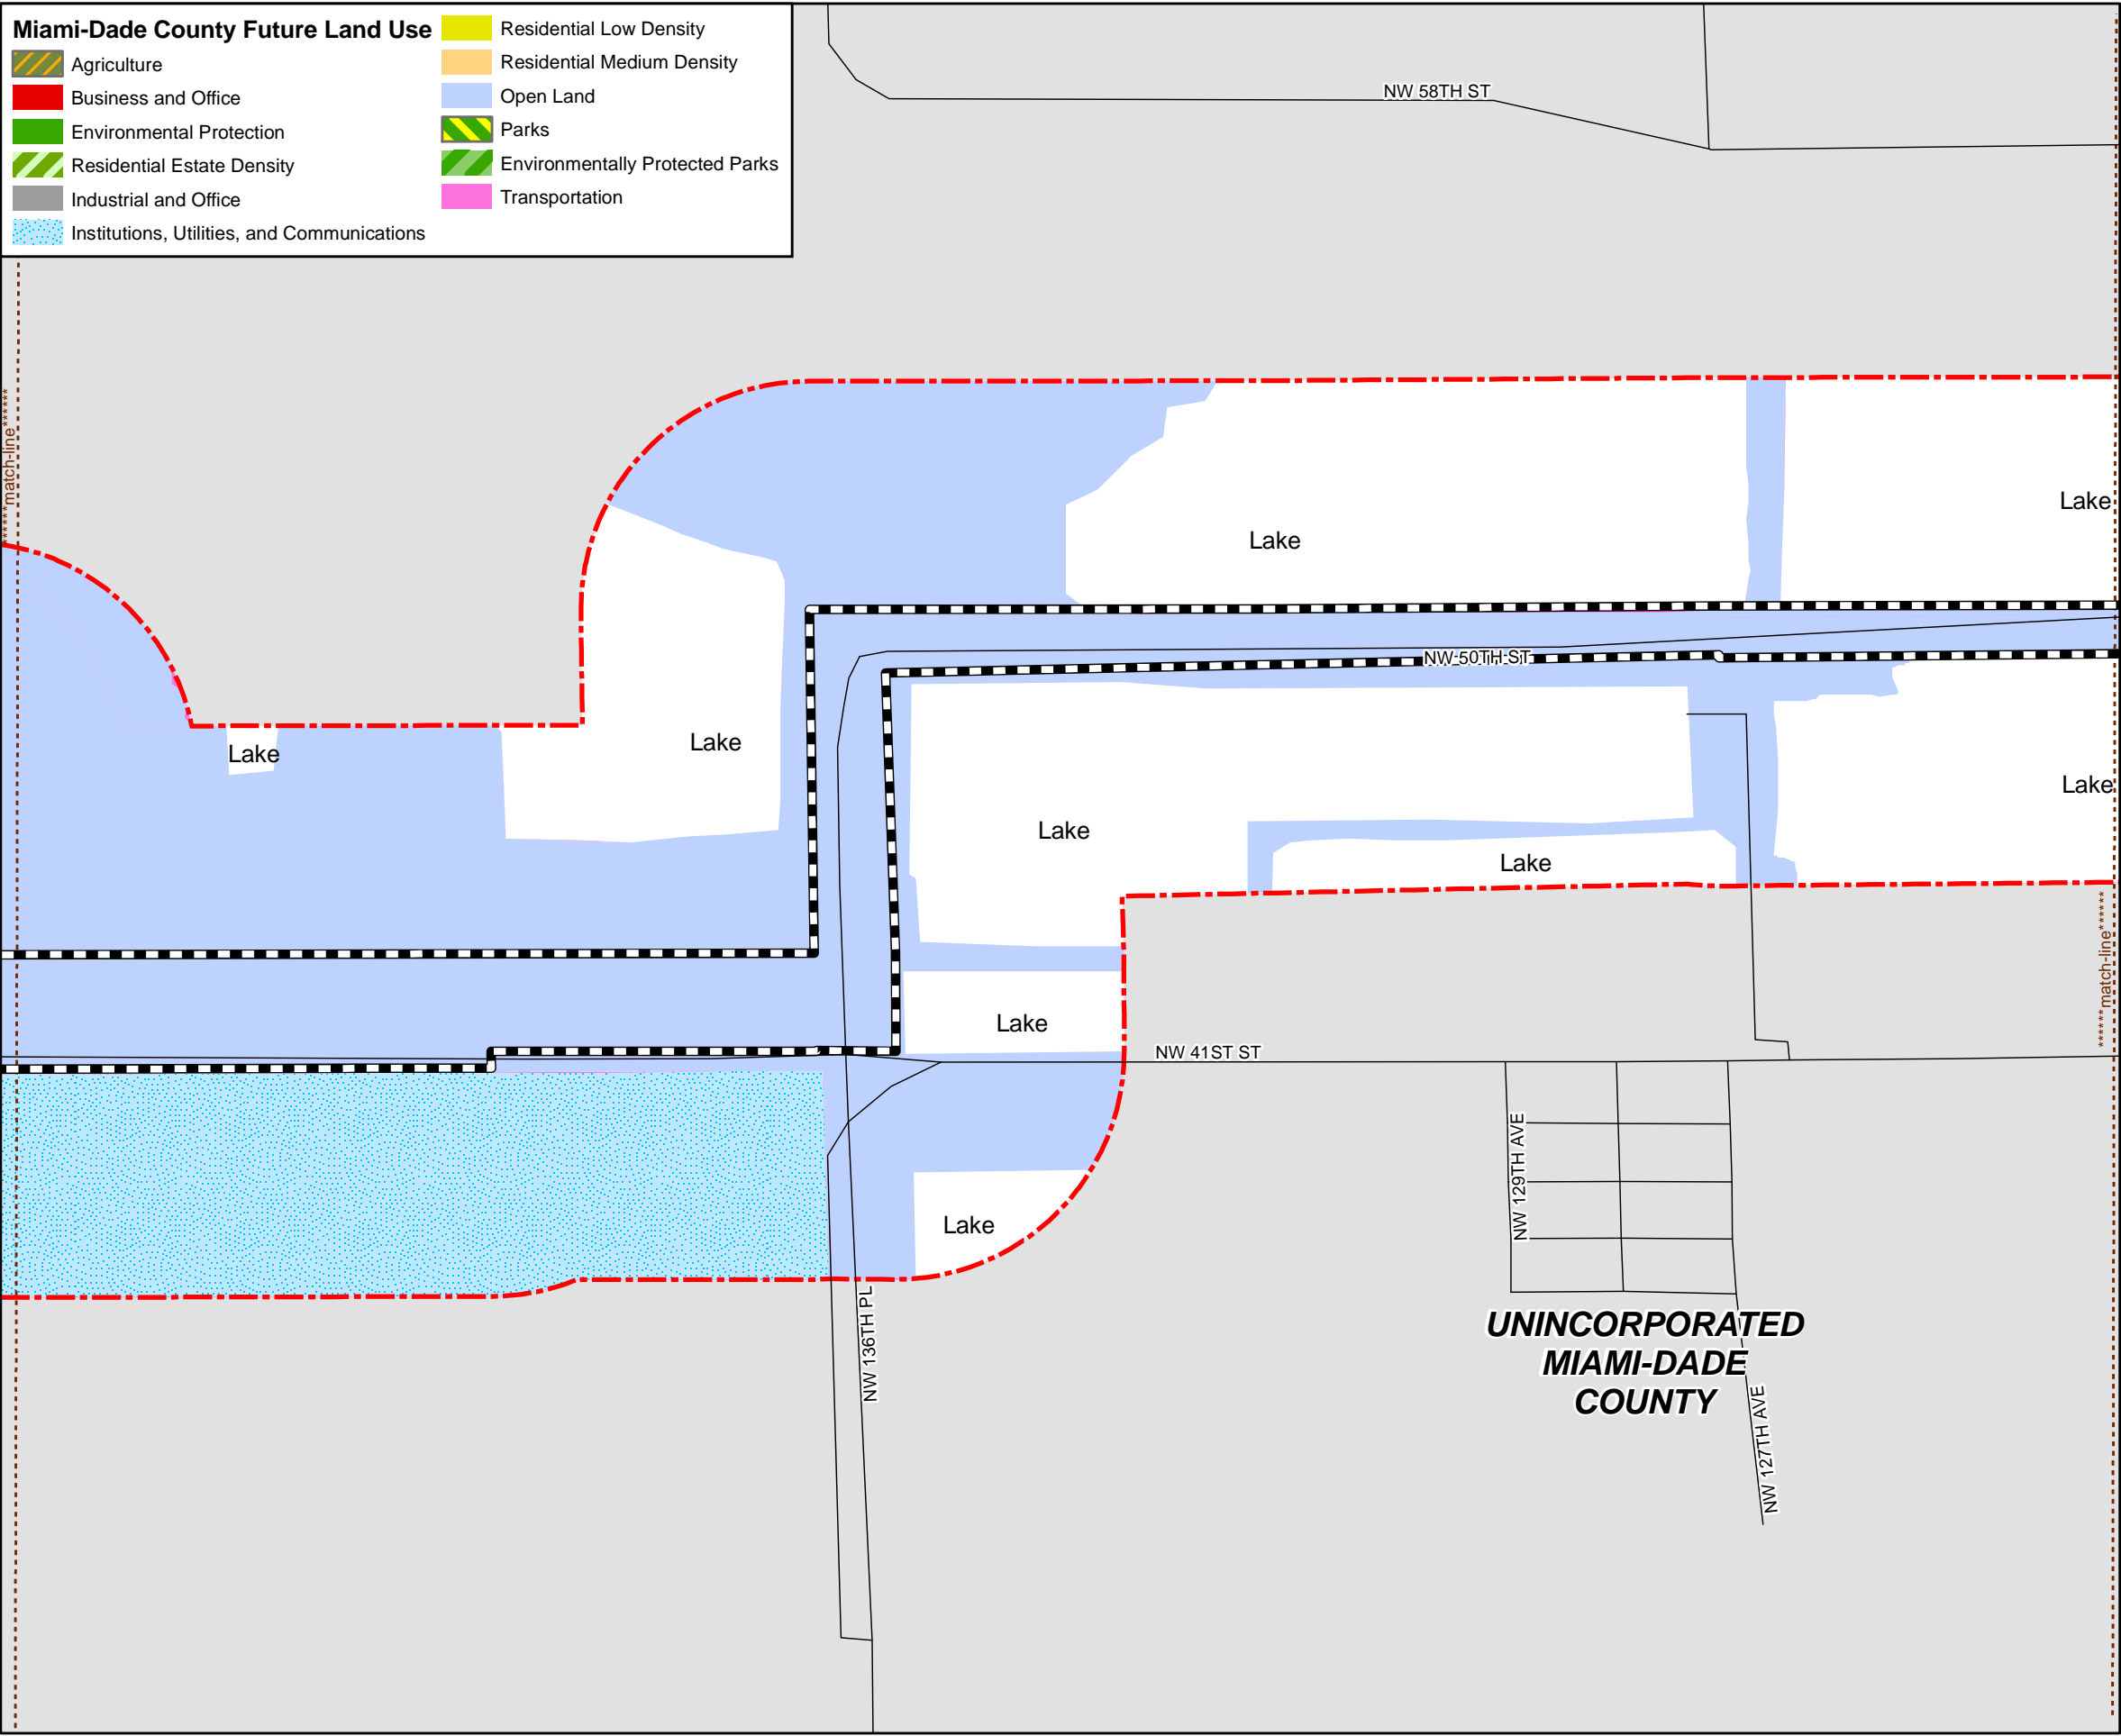 Miami-Dade County Future Land Use
Agriculture
Business and Office
Environmental Protection
Residential Estate Density
Industrial and Office
Institutions, Utilities, and Communications
Residential Low Density
Residential Medium Density
Open Land
Parks
Environmentally Protected Parks
Transportation
NW 58TH ST
******match-line******
Lake
Lake
NW 50TH ST
Lake
Lake
Lake
Lake
Lake
******match-line******
Lake
NW 41ST ST
NW 129TH AVE
Lake
NW 136TH PL
UNINCORPORATED
MIAMI-DADE
COUNTY
NW 127TH AVE